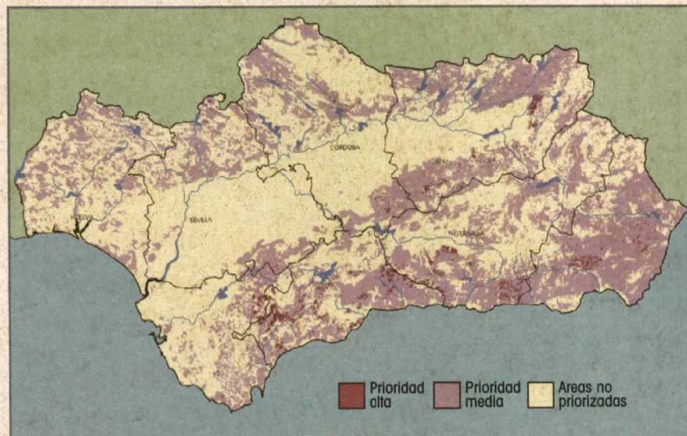 CORDOBA
HUELVA
SEVILLA
GRANADA
Prioridad
alta
Prioridad
media
Areas no
priorizadas